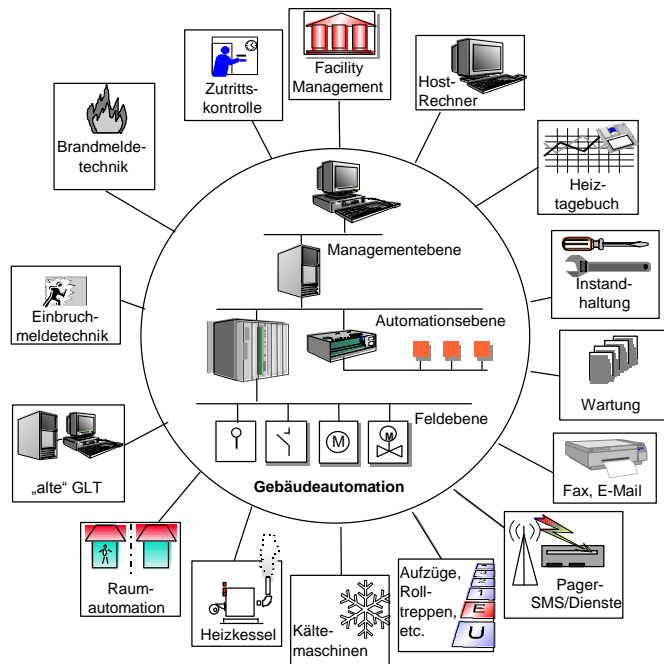 Zutritts-
kontrolle
Facility
Management
Host-
Rechner
Brandmelde-
technik
Heiz-
tagebuch
Managementebene
Instand-
haltung
Einbruch-
meldetechnik
Automationsebene
Wartung
Feldebene
M
M
„alte“ GLT
Gebäudeautomation
Fax, E-Mail
Raum-
automation
Heizkessel
Kälte-
maschinen
Aufzüge,
Roll-
treppen,
etc.
1
E
U
Pager-
SMS/Dienste